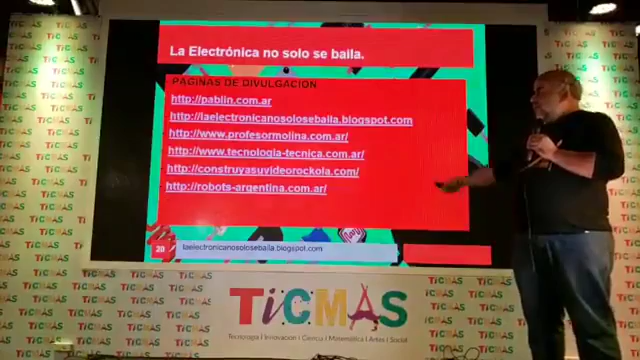 La Electrónica no solo se baila.
PAGINAS DE DIVULGACION
http://pablin.com.ar
http://laelectronicanosolosebaila.blogspot.com
http://www.profesormolina.com.ar/
http://www.tecnologia-tecnica.com.ar/
http://construyasuvideorockola.com/
http://robots-argentina.com.ar/
20 laelectronicanosolosebaila.blogspot.com
TiCMAS
Tecnología | Innovación | Ciencia | Matemática | Artes | Social